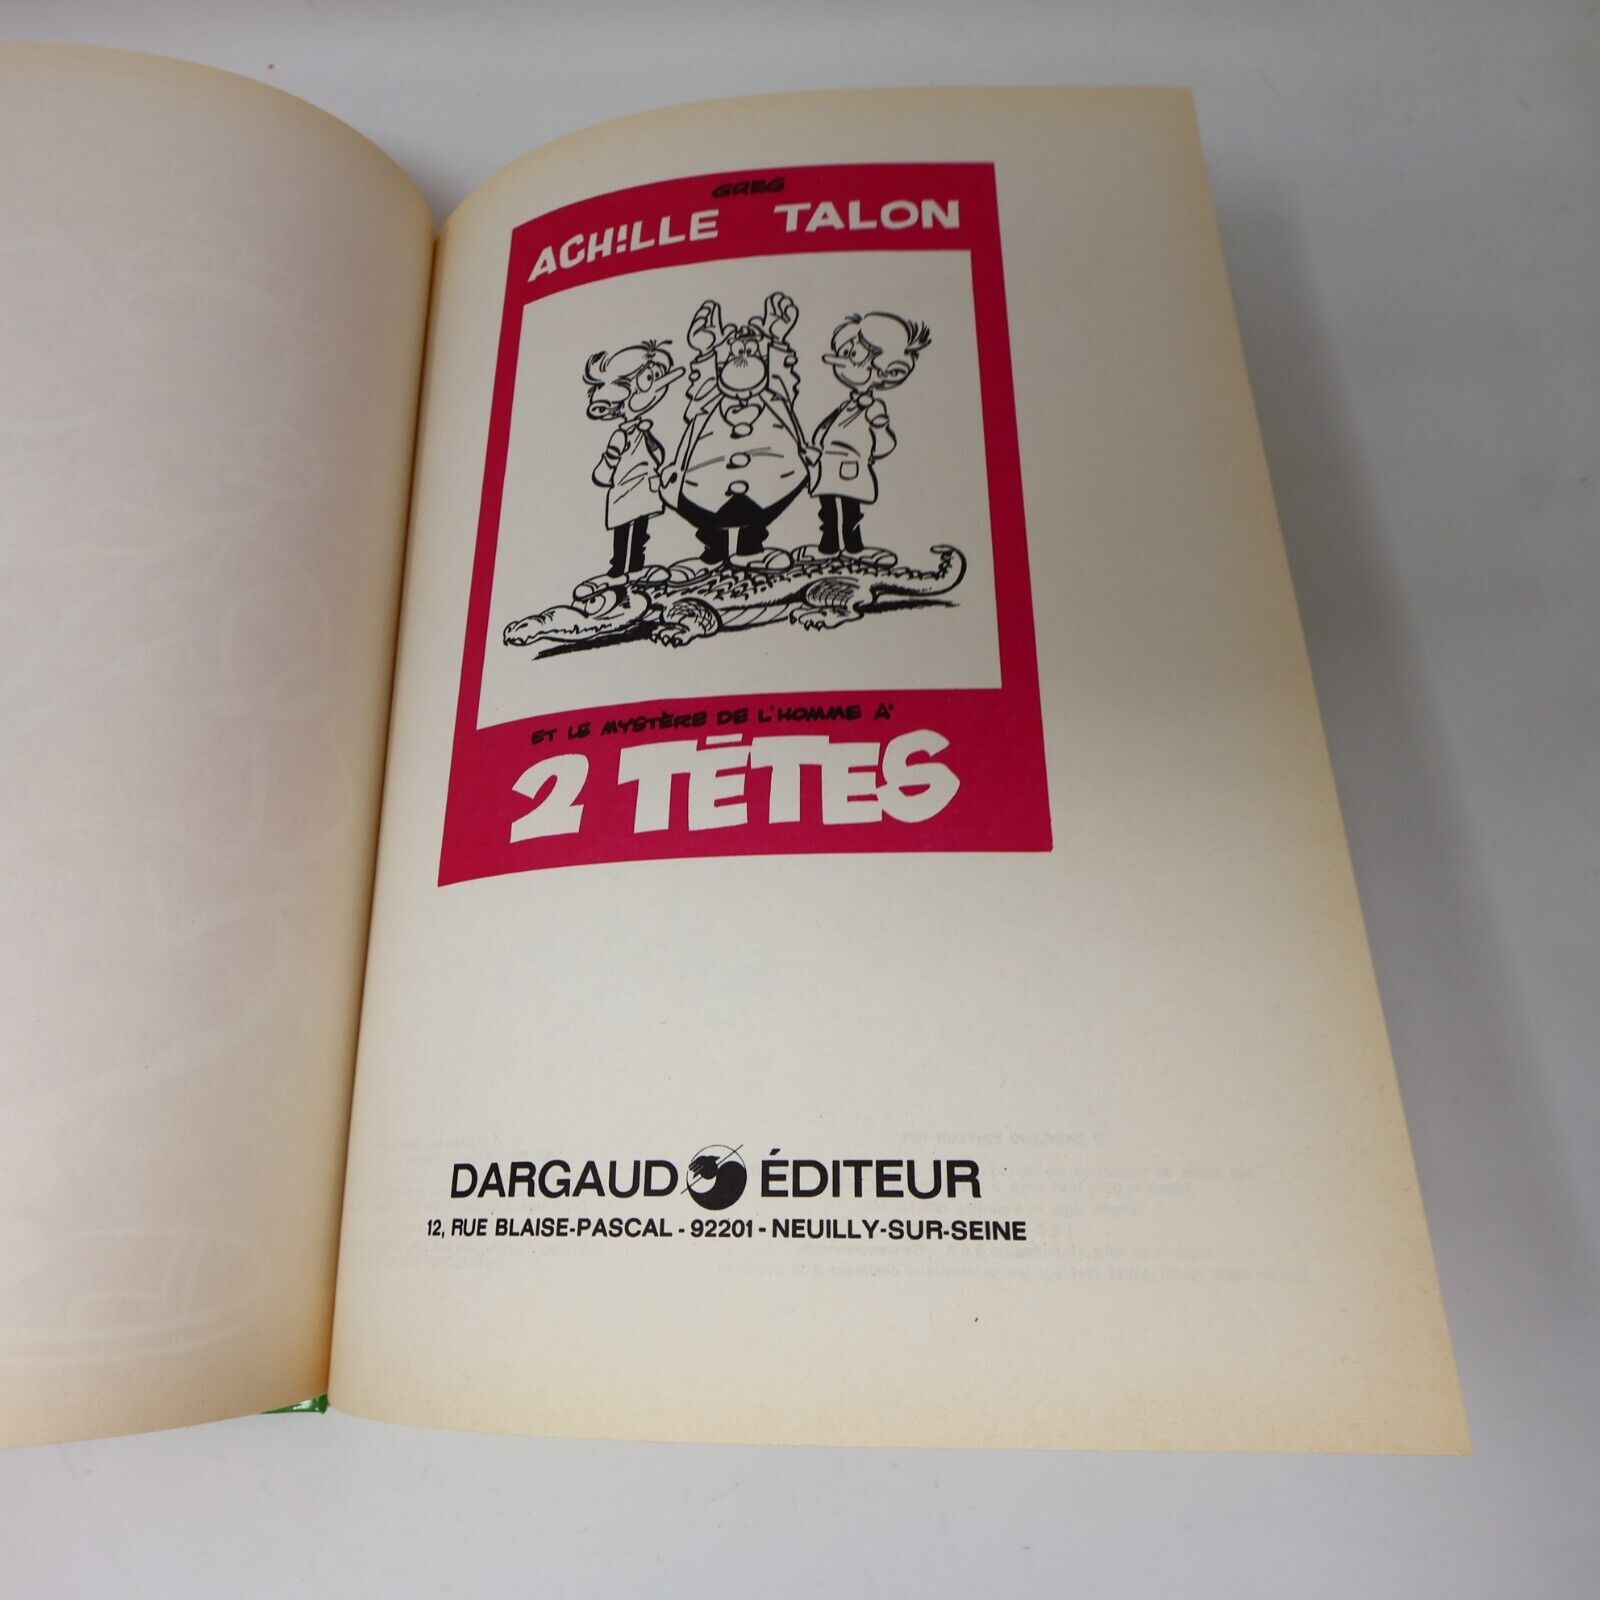 GREG
ACH!LLE TALON
ET LE MYSTÈRE DE L'HOMME À
2 TÊTES
DARGAUD ÉDITEUR
12, RUE BLAISE-PASCAL - 92201 - NEUILLY-SUR-SEINE